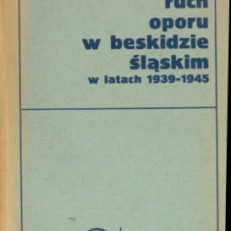 ruch
oporu
w beskidzie
śląskim
w latach 1939-1945